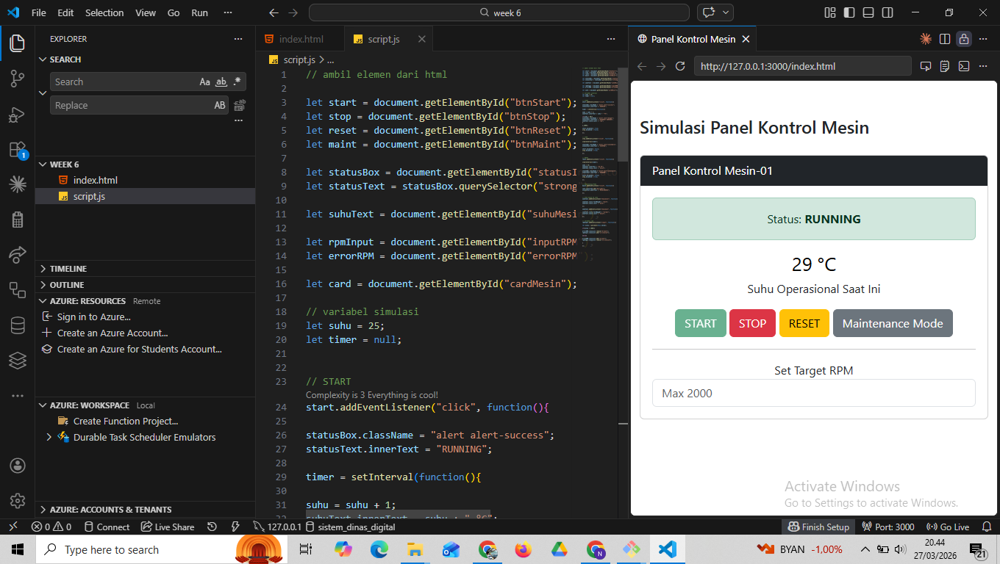 File Edit Selection View Go Run ···
week 6
EXPLORER
SEARCH
Search
Aa ab .*
Replace
AB
WEEK 6
index.html
JS script.js
TIMELINE
OUTLINE
AZURE: RESOURCES Remote
Sign in to Azure...
Create an Azure Account...
Create an Azure for Students Account...
AZURE: WORKSPACE Local
Create Function Project...
Durable Task Scheduler Emulators
AZURE: ACCOUNTS & TENANTS
1
index.html
JS script.js
JS script.js > ...
1 // ambil elemen dari html
2
3 let start = document.getElementById("btnStart");
4 let stop = document.getElementById("btnStop");
5 let reset = document.getElementById("btnReset");
6 let maint = document.getElementById("btnMaint");
7
8 let statusBox = document.getElementById("statusI
9 let statusText = statusBox.querySelector("strong
10
11 let suhuText = document.getElementById("suhuMesi
12
13 let rpmInput = document.getElementById("inputRPM
14 let errorRPM = document.getElementById("errorRPM");
15
16 let card = document.getElementById("cardMesin");
17
18 // variabel simulasi
19 let suhu = 25;
20 let timer = null;
21
22
23 // START
Complexity is 3 Everything is cool!
24 start.addEventListener("click", function(){
25
26 statusBox.className = "alert alert-success";
27 statusText.innerText = "RUNNING";
28
29 timer = setInterval(function(){
30
31 suhu = suhu + 1;
32 suhuText.innerText = suhu + " °C";
Panel Kontrol Mesin
http://127.0.0.1:3000/index.html
Simulasi Panel Kontrol Mesin
Panel Kontrol Mesin-01
Status: RUNNING
29 °C
Suhu Operasional Saat Ini
START STOP RESET Maintenance Mode
Set Target RPM
Max 2000
Activate Windows
Go to Settings to activate Windows.
0 0 Connect Live Share 127.0.0.1 sistem_dinas_digital Finish Setup Port: 3000 Go Live
Type here to search
BYAN -1,00%
20.44
27/03/2026
21